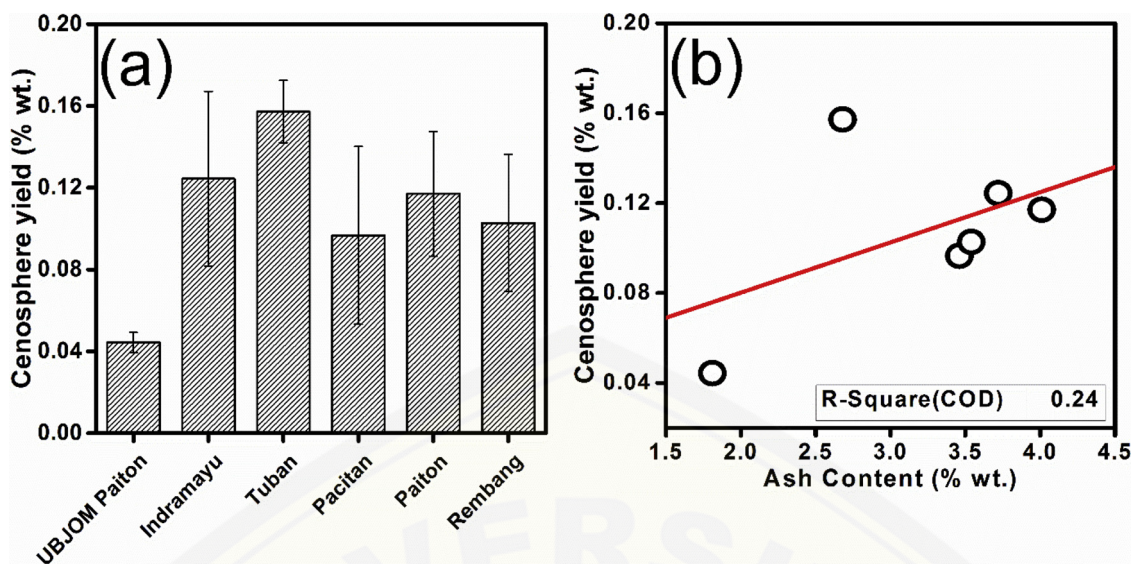 (a)
Cenosphere yield (% wt.)
0.20
0.16
0.12
0.08
0.04
0.00
UBJOM Paiton
Indramayu
Tuban
Pacitan
Paiton
Rembang
(b)
Cenosphere yield (% wt.)
0.20
0.16
0.12
0.08
0.04
R-Square(COD) 0.24
1.5 2.0 2.5 3.0 3.5 4.0 4.5
Ash Content (% wt.)
VERSI